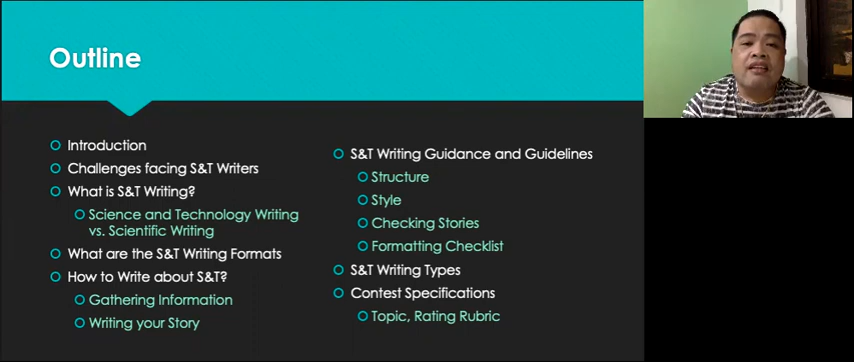 Outline
Introduction
Challenges facing S&T Writers
What is S&T Writing?
Science and Technology Writing
vs. Scientific Writing
What are the S&T Writing Formats
How to Write about S&T?
Gathering Information
Writing your Story
S&T Writing Guidance and Guidelines
Structure
Style
Checking Stories
Formatting Checklist
S&T Writing Types
Contest Specifications
Topic, Rating Rubric